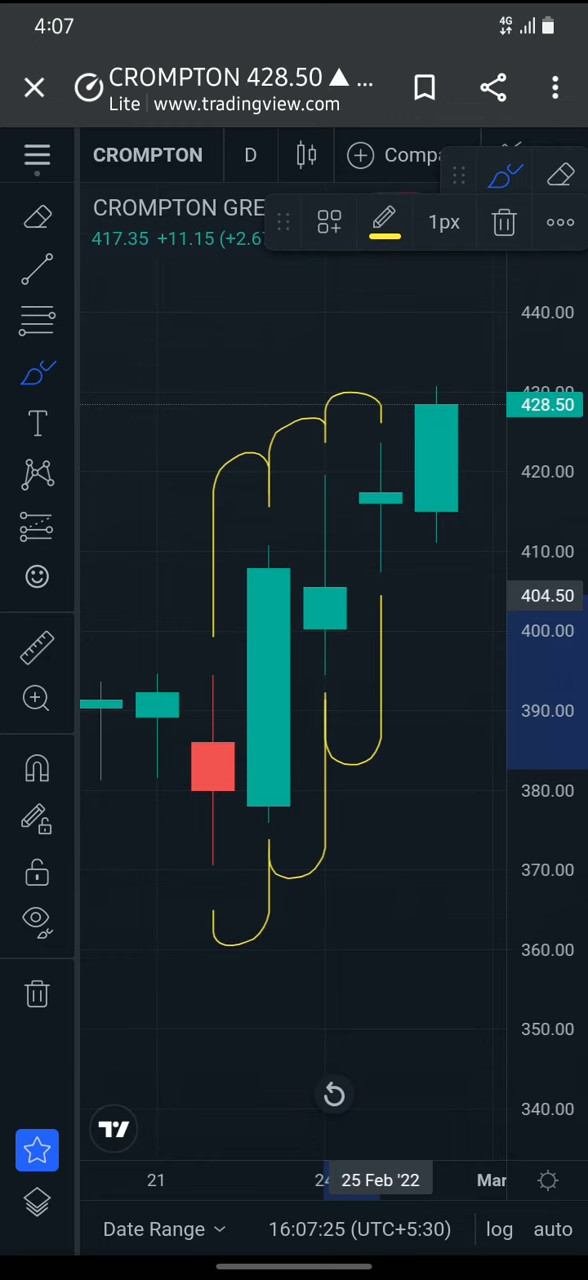 4:07
4G
CROMPTON 428.50 ▲ ...
Lite | www.tradingview.com
CROMPTON D Compa
CROMPTON GRE
417.35 +11.15 (+2.6
1px
440.00
430.00
428.50
420.00
410.00
404.50
400.00
390.00
380.00
370.00
360.00
350.00
340.00
21 24 25 Feb '22 Mar
Date Range 16:07:25 (UTC+5:30) log auto